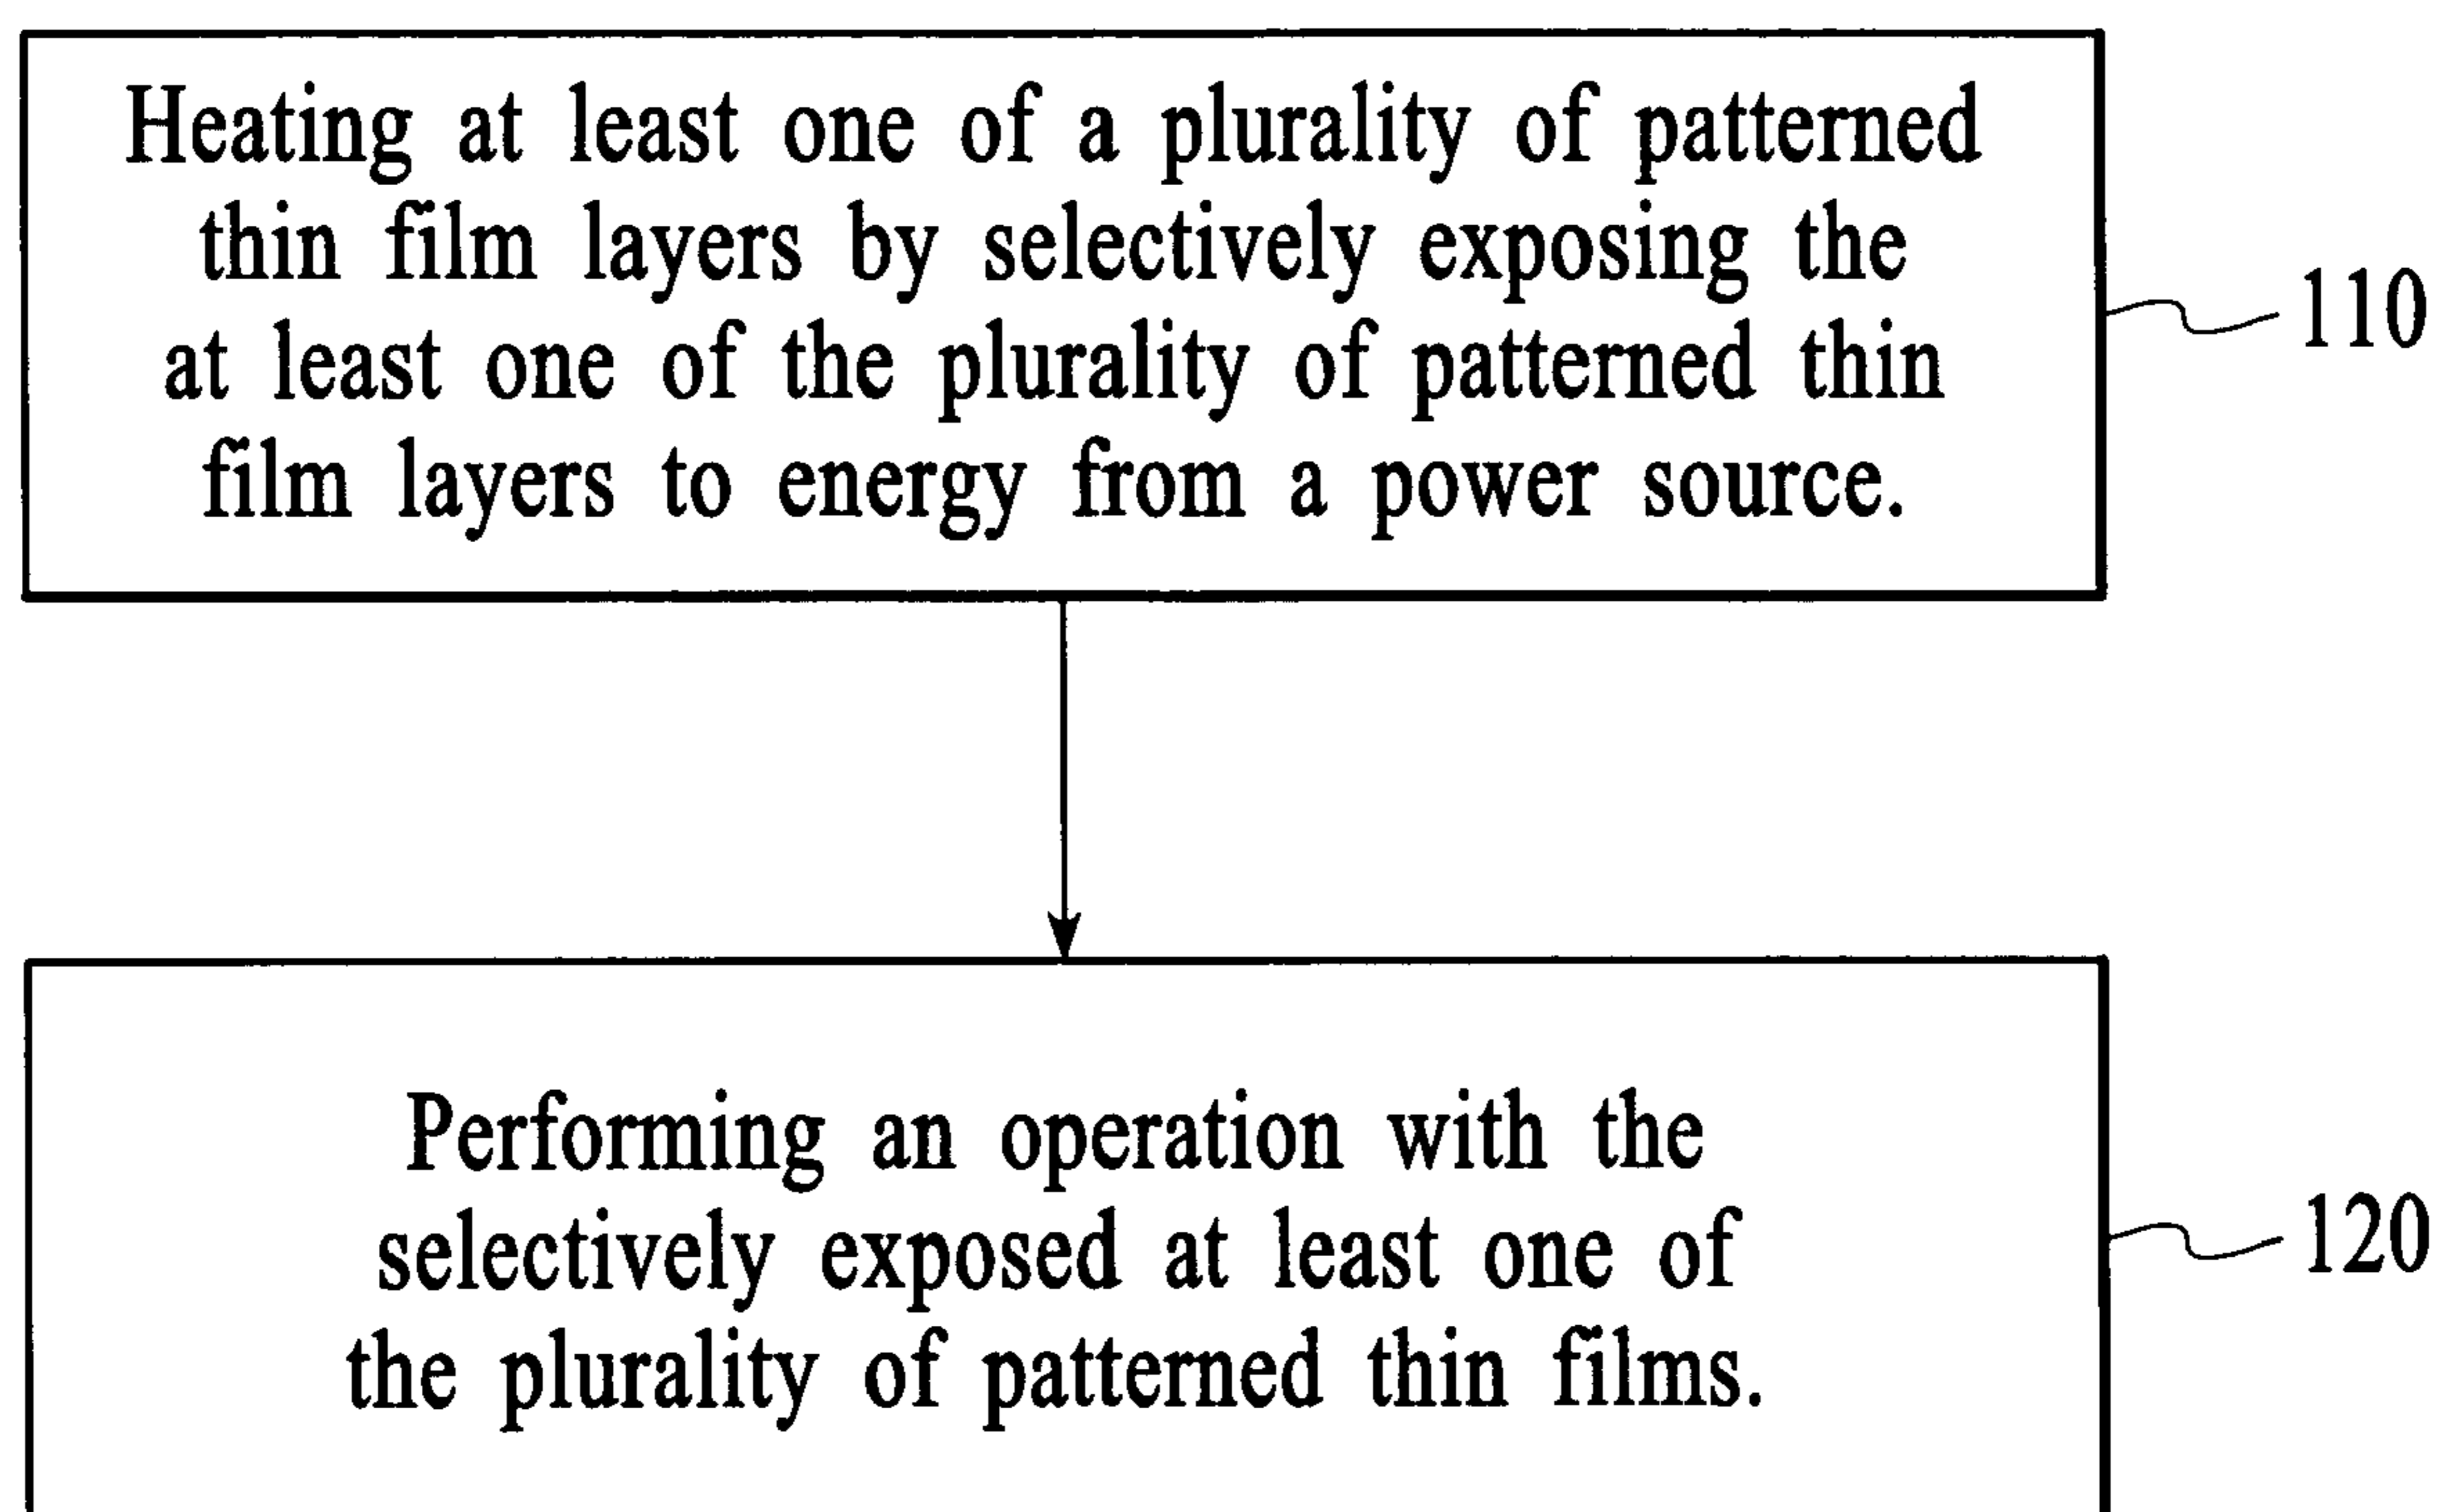 Heating at least one of a plurality of patterned
thin film layers by selectively exposing the
at least one of the plurality of patterned thin
film layers to energy from a power source.
110
Performing an operation with the
selectively exposed at least one of
the plurality of patterned thin films.
120